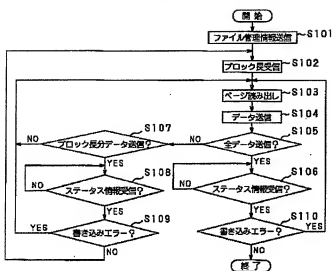 開始
ファイル管理情報送信 S101
ブロック長受信 S102
ページ読み出し S103
データ送信 S104
全データ送信? S105
NO
YES
ブロック長分データ送信? S107
NO
YES
ステータス情報受信? S108
YES
ステータス情報受信? S106
YES
書き込みエラー? S109
YES
NO
書き込みエラー? S110
YES
NO
終了